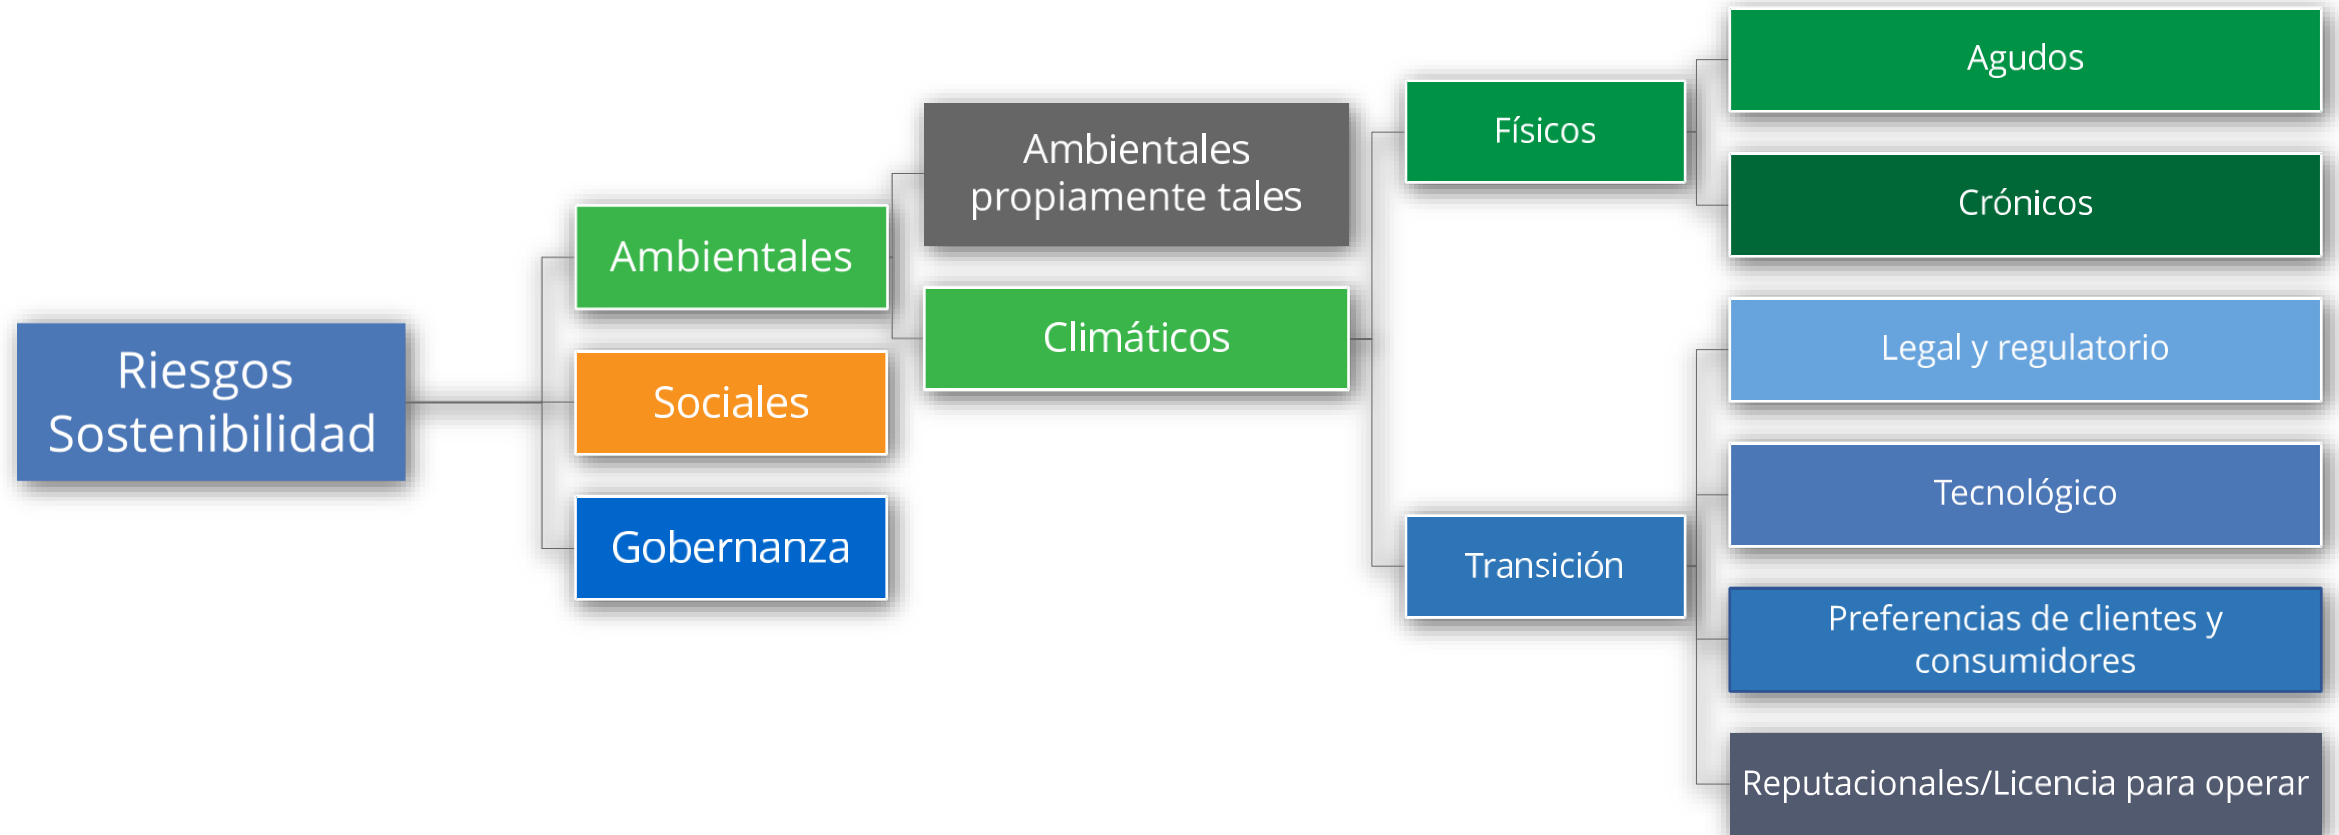 Riesgos
Sostenibilidad
Ambientales
Sociales
Gobernanza
Ambientales
propiamente tales
Climáticos
Físicos
Transición
Agudos
Crónicos
Legal y regulatorio
Tecnológico
Preferencias de clientes y
consumidores
Reputacionales/Licencia para operar